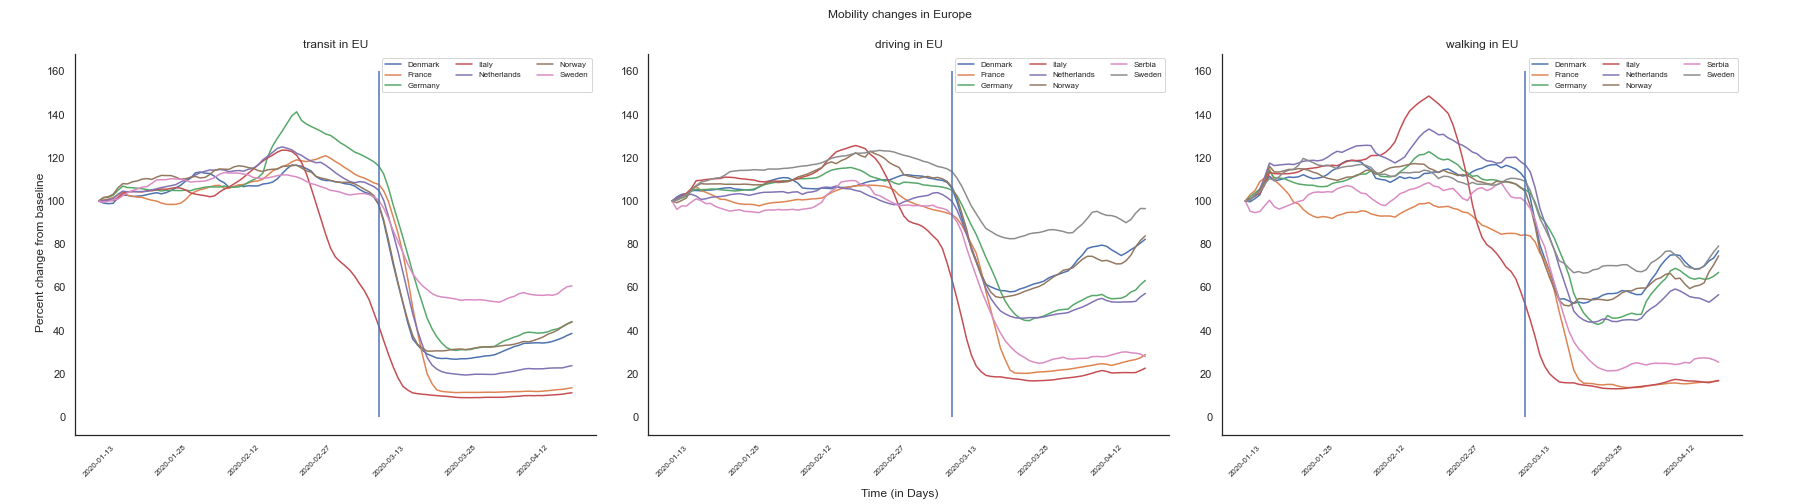 Mobility changes in Europe
transit in EU
driving in EU
walking in EU
Percent change from baseline
160
140
120
100
80
60
40
20
0
Denmark
France
Germany
Italy
Netherlands
Norway
Sweden
2020-01-13
2020-01-28
2020-02-12
2020-02-27
2020-03-13
2020-03-28
2020-04-12
160
140
120
100
80
60
40
20
0
Denmark
France
Germany
Italy
Netherlands
Norway
Serbia
Sweden
2020-01-13
2020-01-28
2020-02-12
2020-02-27
2020-03-13
2020-03-28
2020-04-12
160
140
120
100
80
60
40
20
0
Denmark
France
Germany
Italy
Netherlands
Norway
Serbia
Sweden
2020-01-13
2020-01-28
2020-02-12
2020-02-27
2020-03-13
2020-03-28
2020-04-12
Time (in Days)